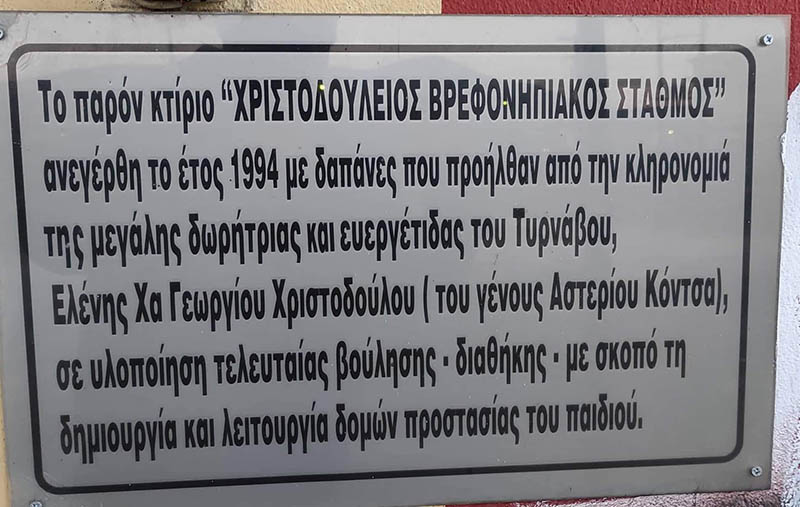 Το παρόν κτίριο “ΧΡΙΣΤΟΔΟΥΛΕΙΟΣ ΒΡΕΦΟΝΗΠΙΑΚΟΣ ΣΤΑΘΜΟΣ”
ανεγέρθη το έτος 1994 με δαπάνες που προήλθαν από την κληρονομιά
της μεγάλης δωρήτριας και ευεργέτιδας του Τυρνάβου,
Ελένης Χα Γεωργίου Χριστοδούλου ( του γένους Αστερίου Κόντσα),
σε υλοποίηση τελευταίας βούλησης - διαθήκης - με σκοπό τη
δημιουργία και λειτουργία δομών προστασίας του παιδιού.